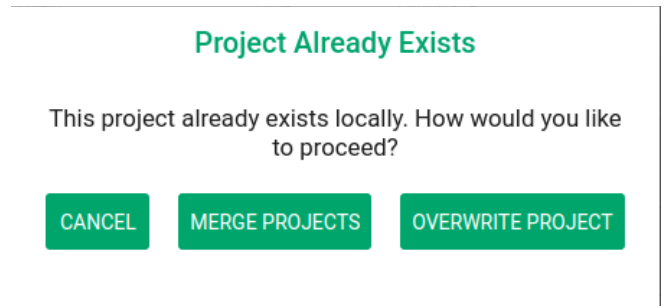 Project Already Exists
This project already exists locally. How would you like
to proceed?
CANCEL MERGE PROJECTS OVERWRITE PROJECT